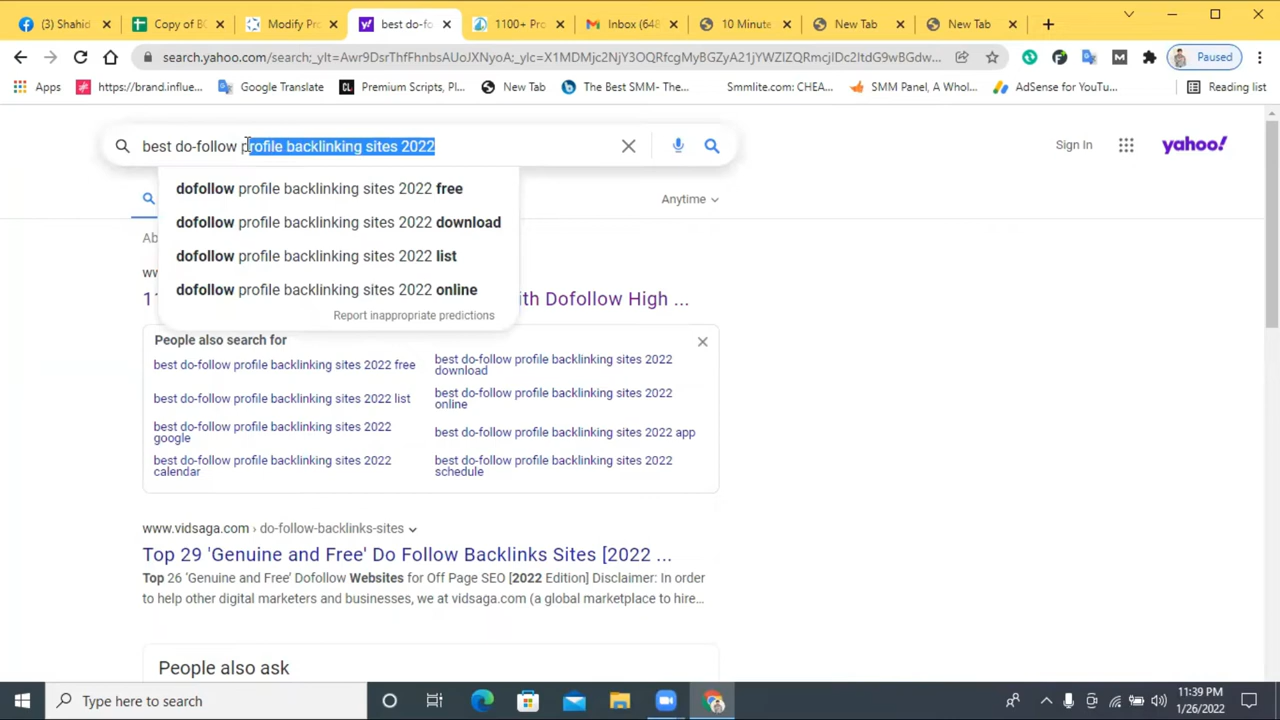 (3) Shahid
Copy of BC
Modify Pro
best do-fo
1100+ Pro
Inbox (648
10 Minute
New Tab
New Tab
search.yahoo.com/search;_ylt=Awr9DsrThfFhnbsAUoJXNyoA;_ylc=X1MDMjc2NjY3OQRfcgMyBGZyA21jYWZlZQRmcjlDc2ItdG9wBGdw...
Paused
Apps
https://brand.influe...
Google Translate
Premium Scripts, Pl...
New Tab
The Best SMM- The...
Smmlite.com: CHEA...
SMM Panel, A Whol...
AdSense for YouTu...
Reading list
best do-follow profile backlinking sites 2022
Sign In
yahoo!
dofollow profile backlinking sites 2022 free
Anytime
dofollow profile backlinking sites 2022 download
Ab
dofollow profile backlinking sites 2022 list
ww
dofollow profile backlinking sites 2022 online
11
ith Dofollow High ...
Report inappropriate predictions
People also search for
best do-follow profile backlinking sites 2022 free
best do-follow profile backlinking sites 2022
download
best do-follow profile backlinking sites 2022 list
best do-follow profile backlinking sites 2022
online
best do-follow profile backlinking sites 2022
google
best do-follow profile backlinking sites 2022 app
best do-follow profile backlinking sites 2022
calendar
best do-follow profile backlinking sites 2022
schedule
www.vidsaga.com › do-follow-backlinks-sites
Top 29 'Genuine and Free' Do Follow Backlinks Sites [2022 ...
Top 26 'Genuine and Free' Dofollow Websites for Off Page SEO [2022 Edition] Disclaimer: In order
to help other digital marketers and businesses, we at vidsaga.com (a global marketplace to hire...
People also ask
Type here to search
11:39 PM
1/26/2022